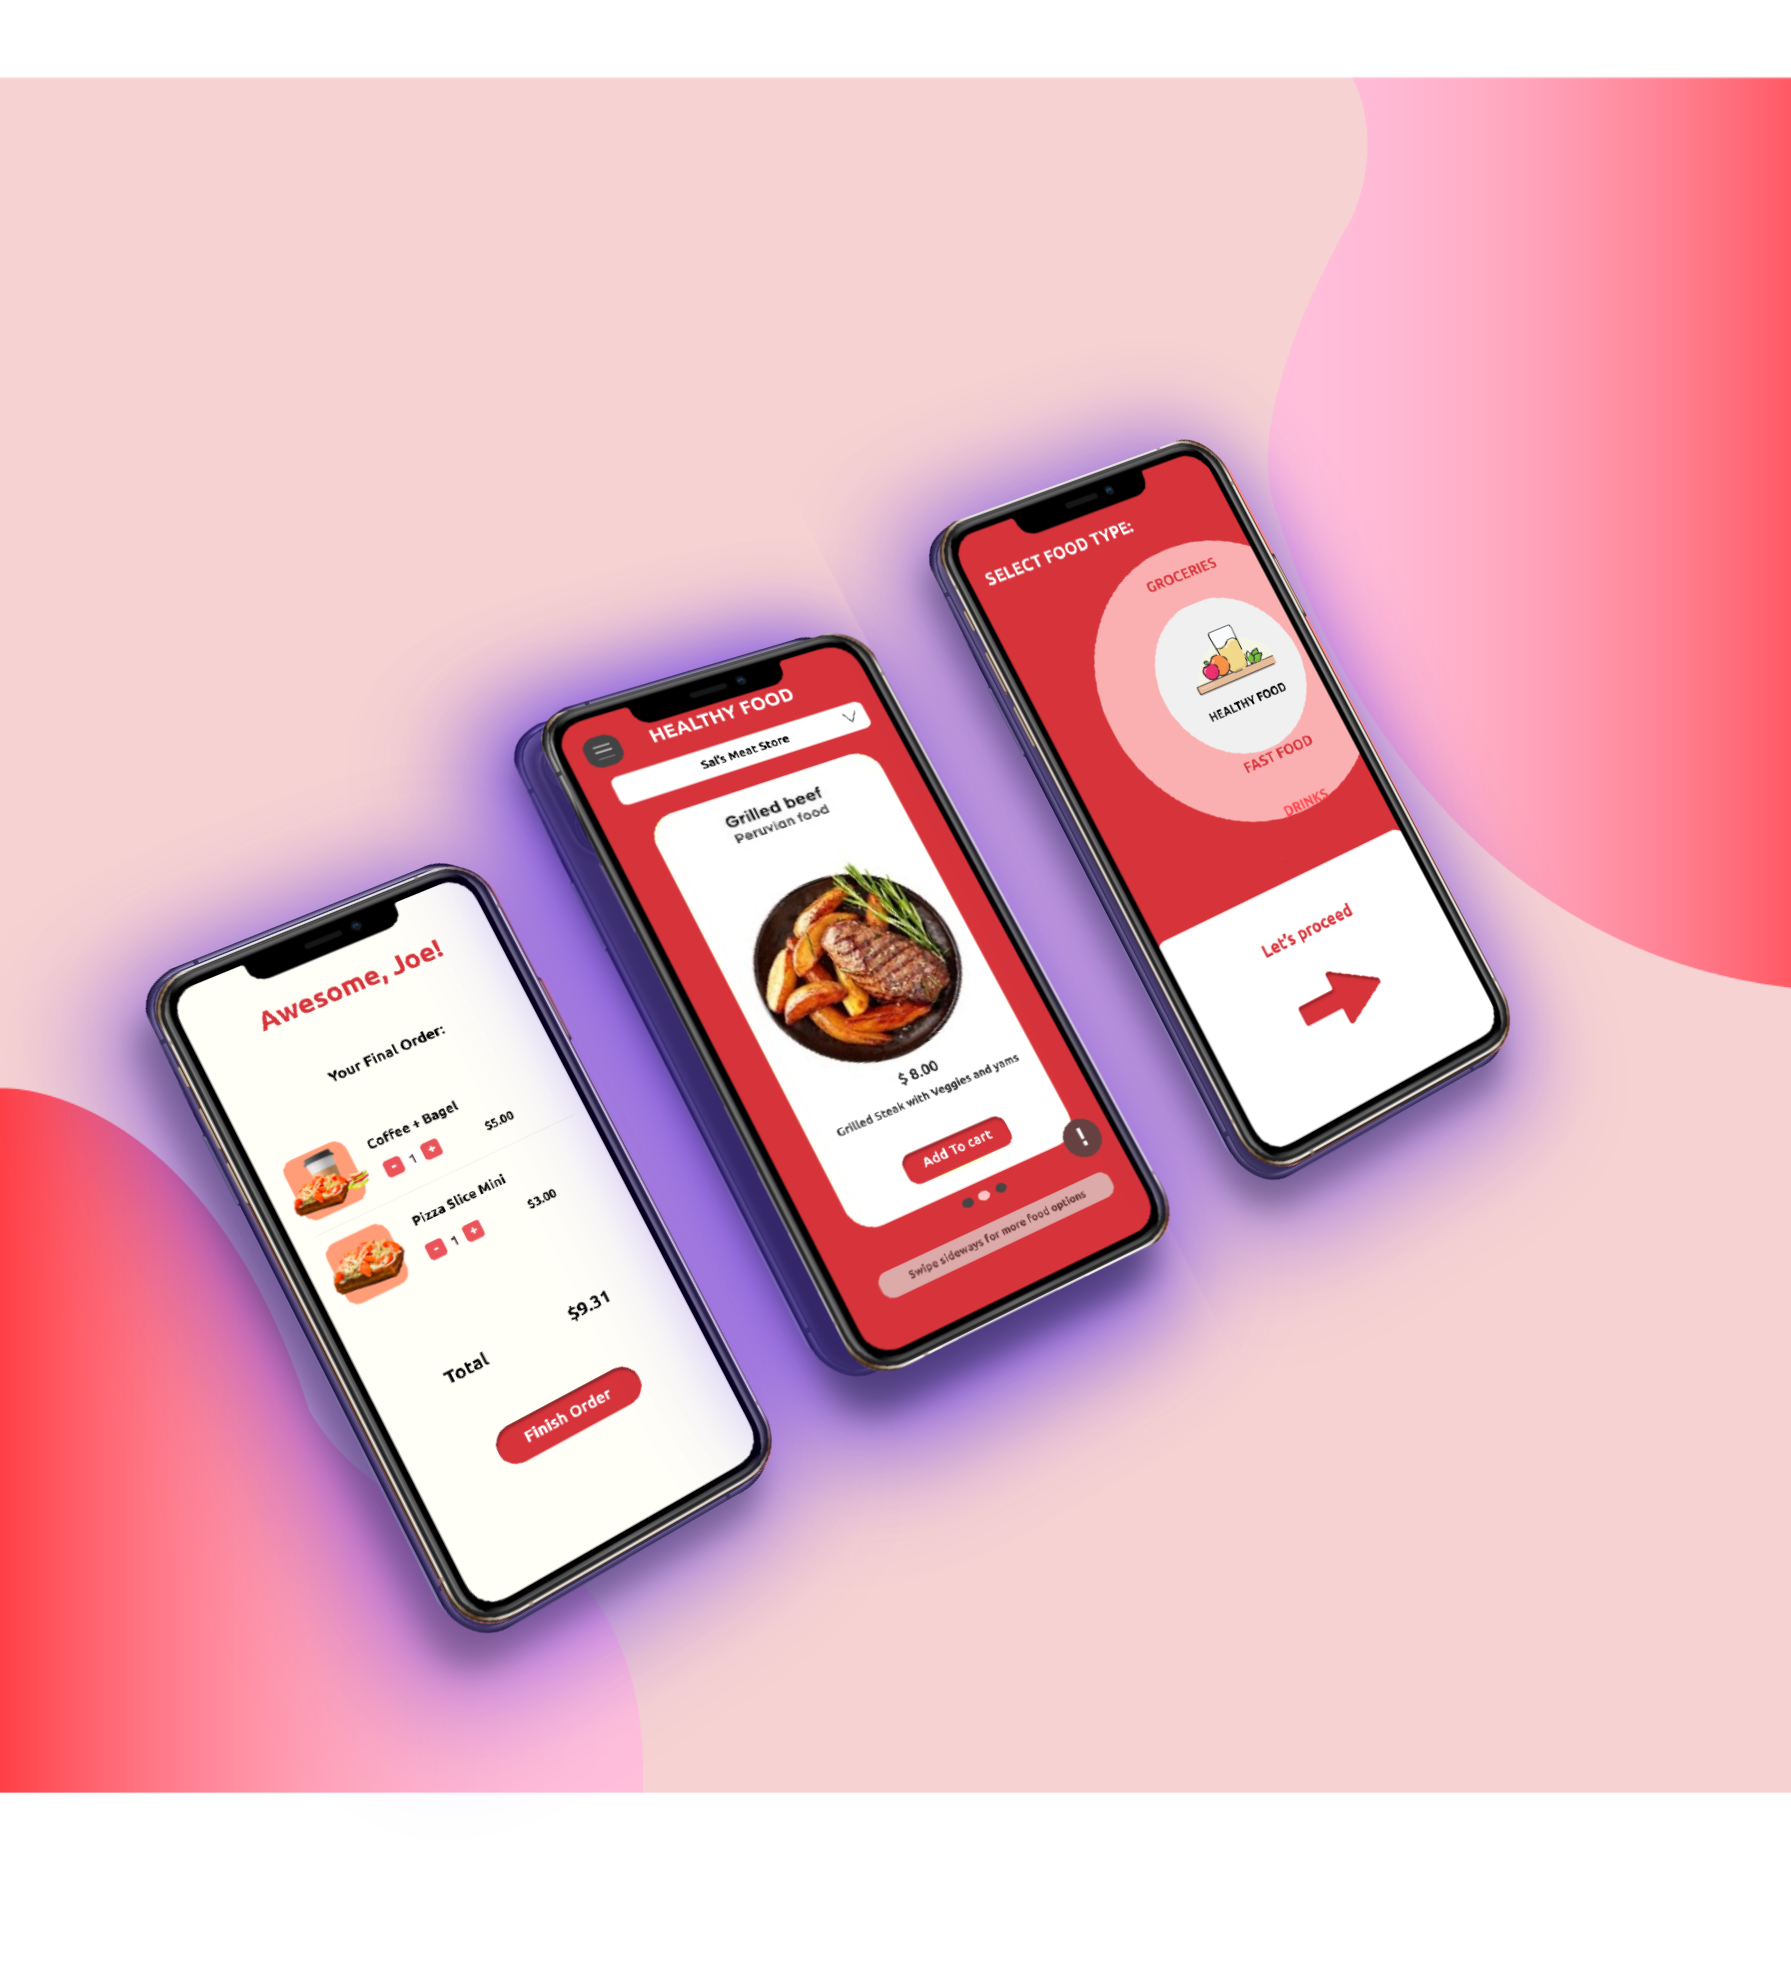 Awesome, Joe!
Your Final Order:
Coffee + Bagel
- 1 +
$5.00
Pizza Slice Mini
- 1 +
$3.00
$9.31
Total
Finish Order
HEALTHY FOOD
Sal's Meat Store
Grilled beef
Peruvian food
$ 8.00
Grilled Steak with Veggies and yams
Add To cart
!
Swipe sideways for more food options
SELECT FOOD TYPE:
GROCERIES
HEALTHY FOOD
FAST FOOD
DRINKS
Let's proceed